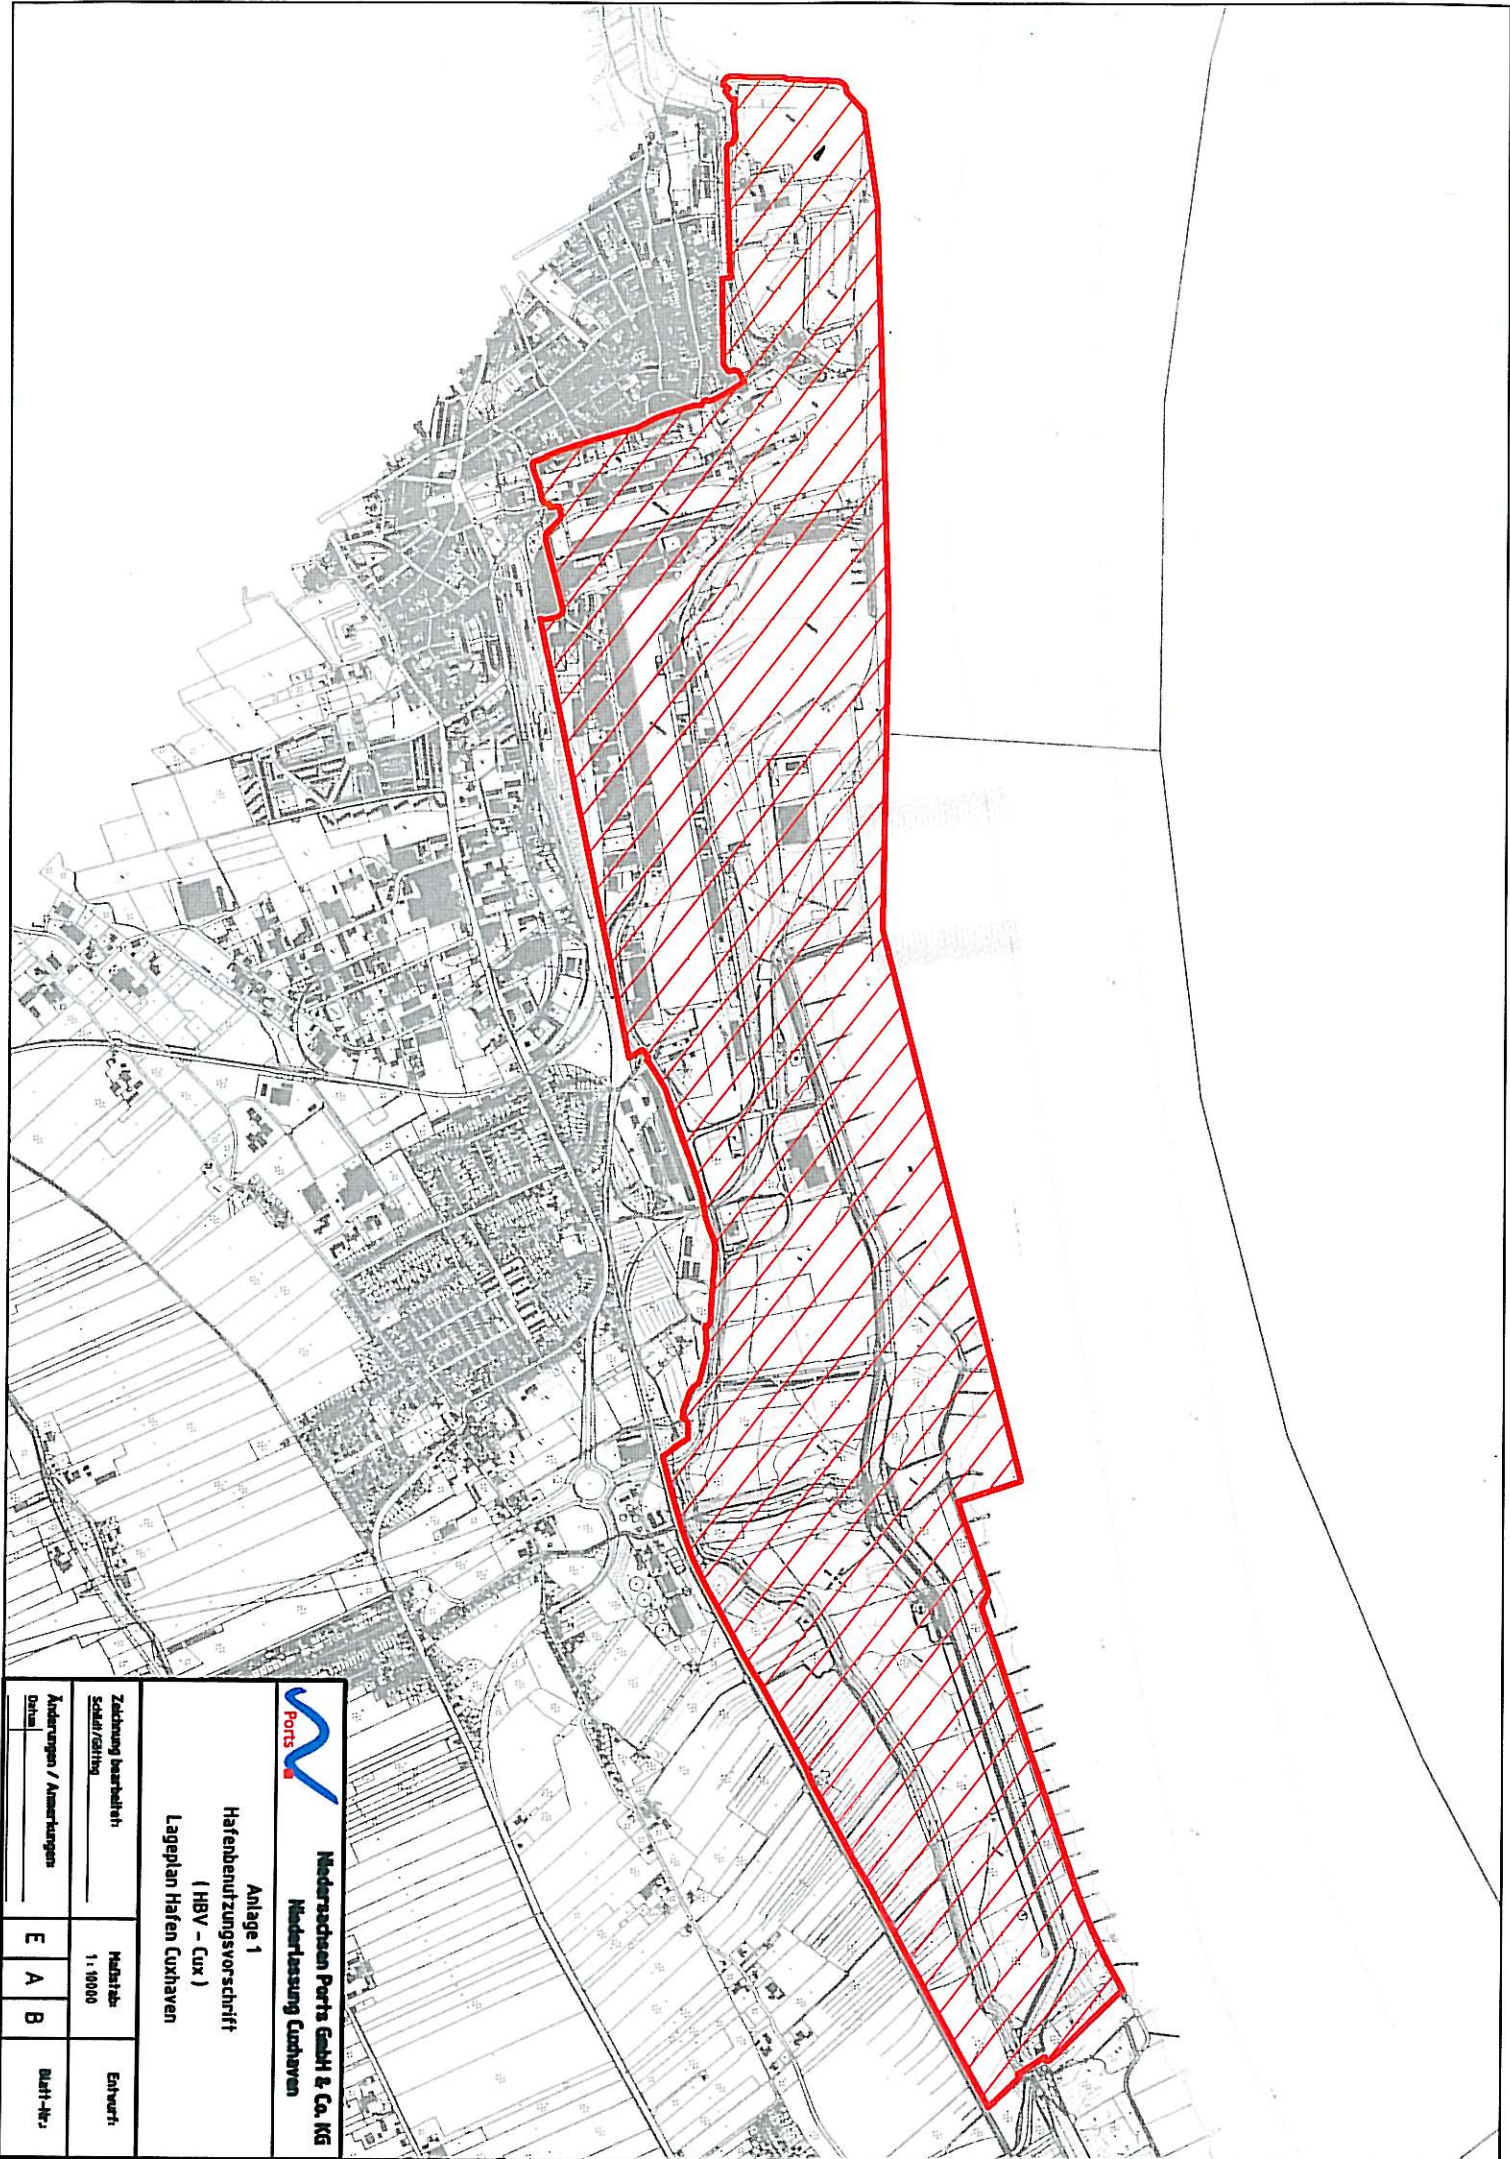 Ports
Niedersachsen Ports GmbH & Co. KG
Niederlassung Cuxhaven
Anlage 1
Hafenbenutzungsvorschrift
( HBV - Cux )
Lageplan Hafen Cuxhaven
Zeichnung bearbeitet:
Maßstab:
1: 10000
Entwurf:
Änderungen / Anmerkungen:
Datum
E A B
Blatt-Nr.: